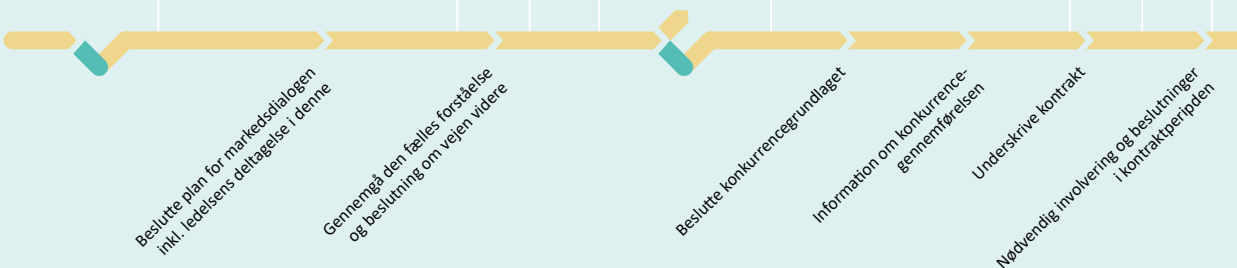 Beslutte plan for markedsdialogen
inkl. ledelsens deltagelse i denne
Gennemgå den fælles forståelse
og beslutning om vejen videre
Beslutte konkurrencegrundlaget
Information om konkurrence-
gennemførelsen
Underskrive kontrakt
Nødvendig involvering og beslutninger
i kontraktperipden